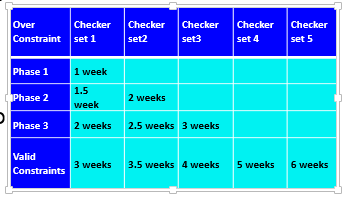 Over Constraint Checker set 1 Checker set2 Checker set3 Checker set 4 Checker set 5
Phase 1 1 week
Phase 2 1.5 week 2 weeks
Phase 3 2 weeks 2.5 weeks 3 weeks
Valid Constraints 3 weeks 3.5 weeks 4 weeks 5 weeks 6 weeks